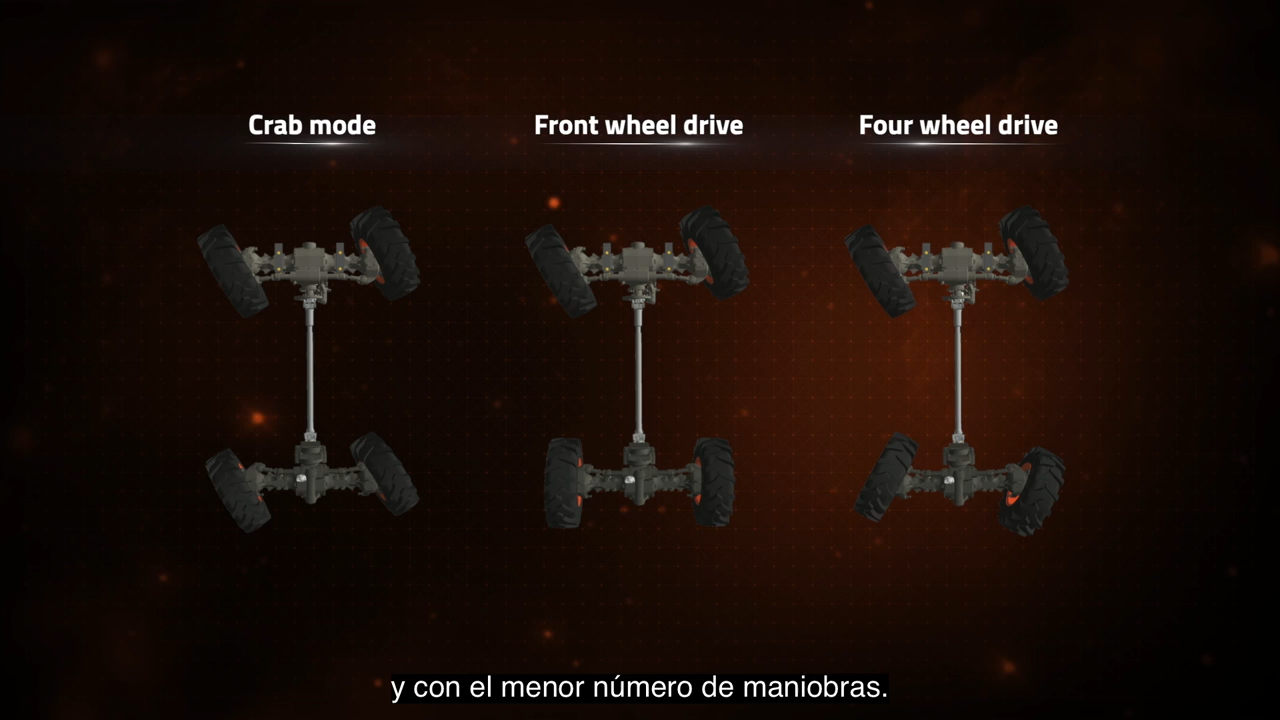 Crab mode
Front wheel drive
Four wheel drive
y con el menor número de maniobras.